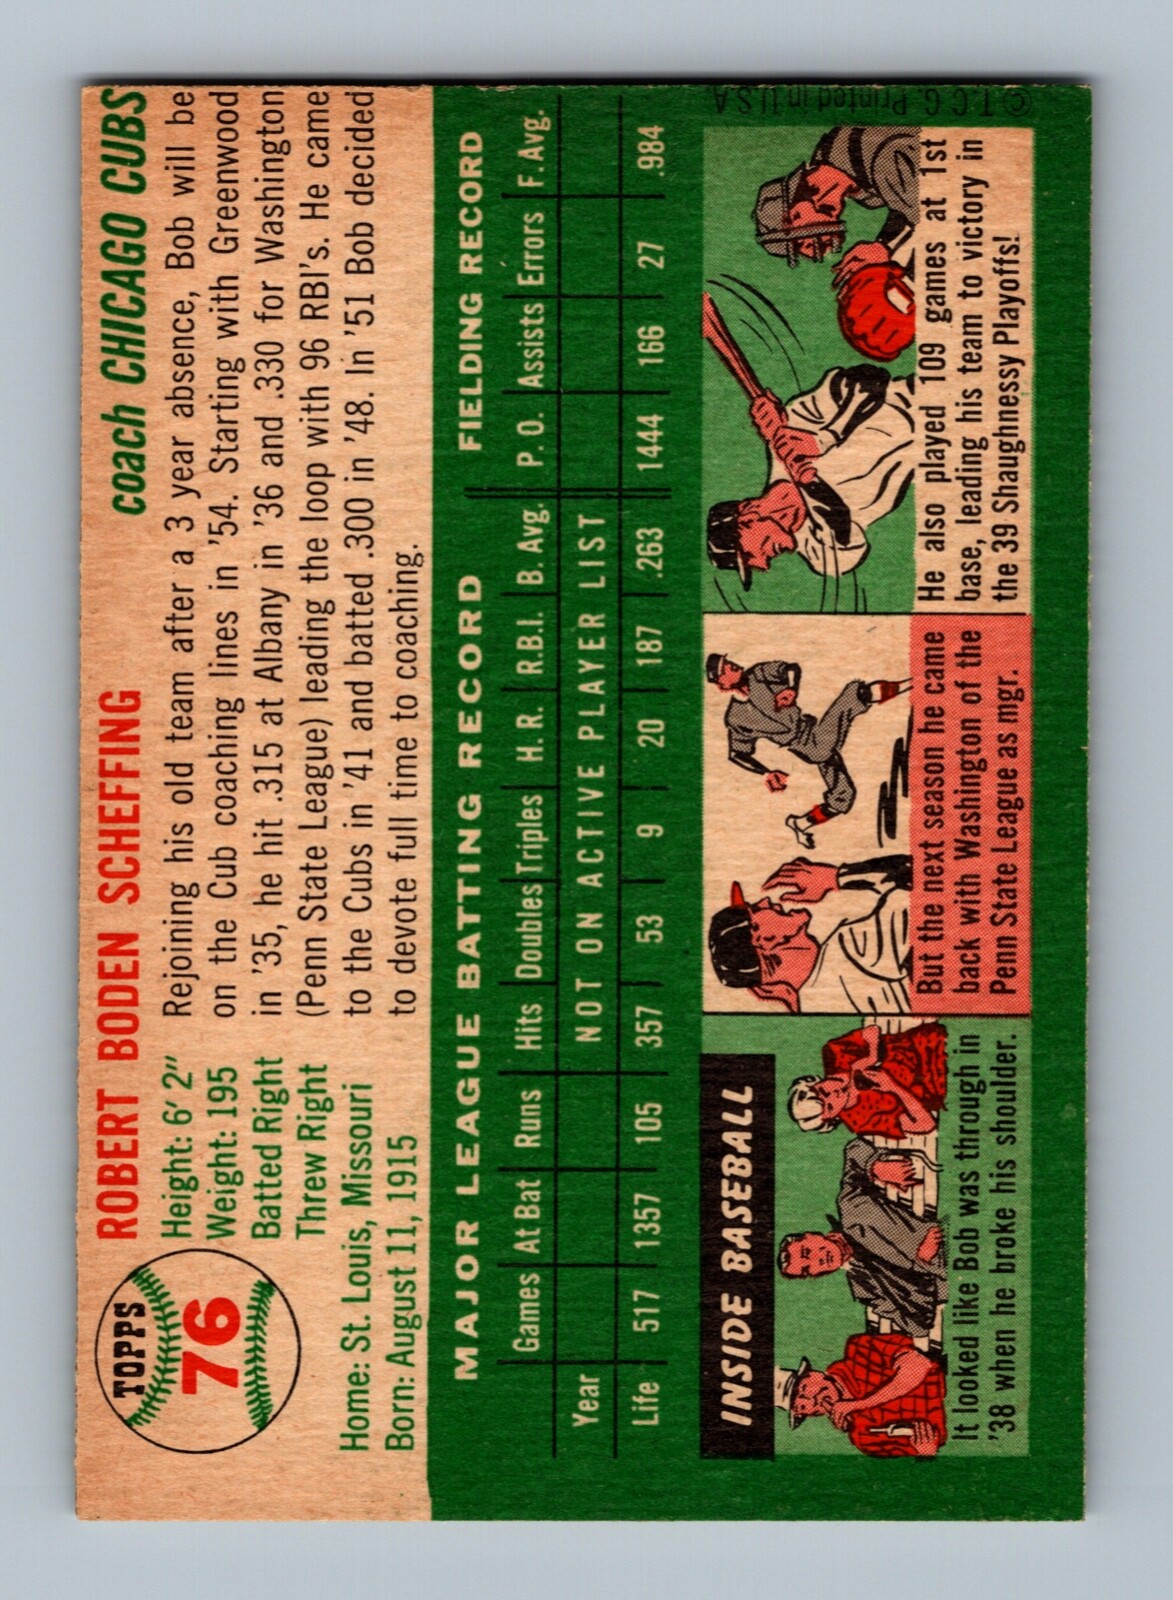 TOPPS
76
ROBERT BODEN SCHEFFING
coach CHICAGO CUBS
Height: 6' 2"
Weight: 195
Batted Right
Threw Right
Home: St. Louis, Missouri
Born: August 11, 1915
Rejoining his old team after a 3 year absence, Bob will be
on the Cub coaching lines in '54. Starting with Greenwood
in '35, he hit .315 at Albany in '36 and .330 for Washington
(Penn State League) leading the loop with 96 RBI's. He came
to the Cubs in '41 and batted .300 in '48. In '51 Bob decided
to devote full time to coaching.
MAJOR LEAGUE BATTING RECORD FIELDING RECORD
Games At Bat Runs Hits Doubles Triples H.R. R.B.I. B. Avg. P. O. Assists Errors F. Avg.
Year NOT ON ACTIVE PLAYER LIST
Life 517 1357 105 357 53 9 20 187 .263 1444 166 27 .984
INSIDE BASEBALL
It looked like Bob was through in
'38 when he broke his shoulder.
But the next season he came
back with Washington of the
Penn State League as mgr.
He also played 109 games at 1st
base, leading his team to victory in
the 39 Shaughnessy Playoffs!
© T. C. G. Printed in U.S.A.